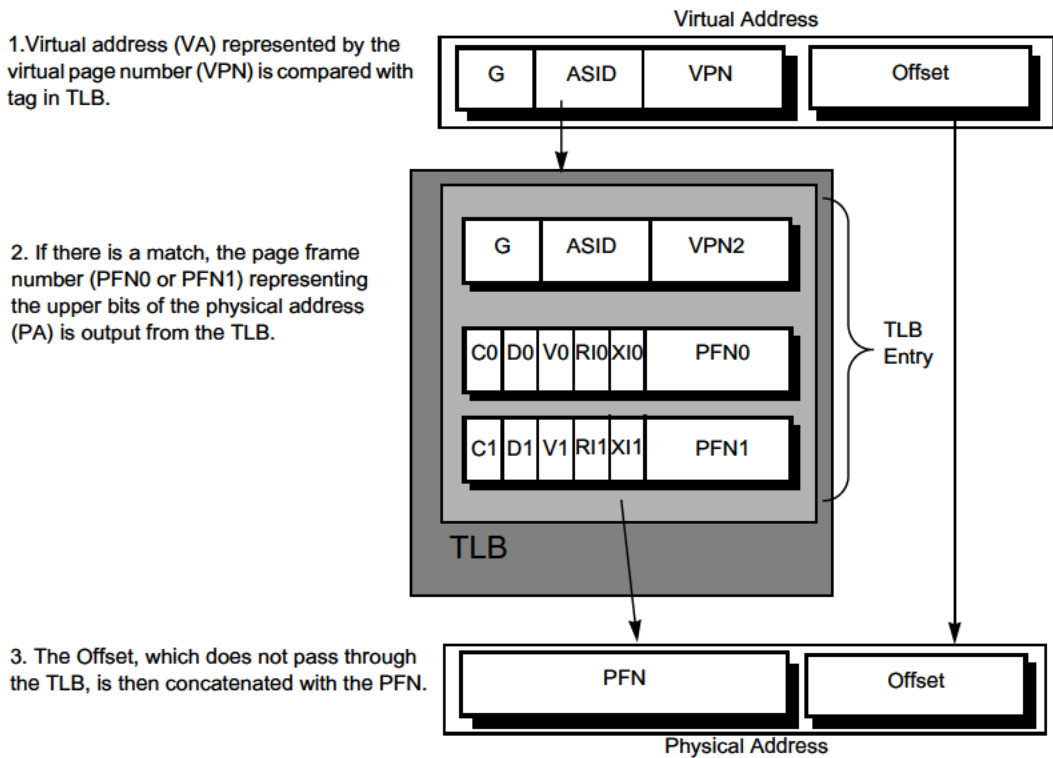 Virtual Address
1.Virtual address (VA) represented by the
virtual page number (VPN) is compared with
tag in TLB.
G ASID VPN Offset
2. If there is a match, the page frame
number (PFN0 or PFN1) representing
the upper bits of the physical address
(PA) is output from the TLB.
G ASID VPN2
C0 D0 V0 RI0 XI0 PFN0
C1 D1 V1 RI1 XI1 PFN1
TLB
Entry
TLB
3. The Offset, which does not pass through
the TLB, is then concatenated with the PFN.
PFN Offset
Physical Address